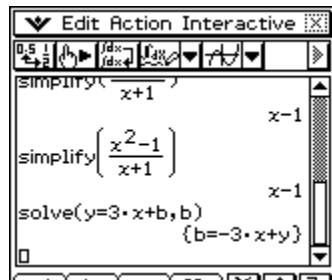 Edit Action Interactive
simplify(
x+1
x-1
simplify(x²-1
x+1)
x-1
solve(y=3·x+b,b)
{b=-3·x+y}